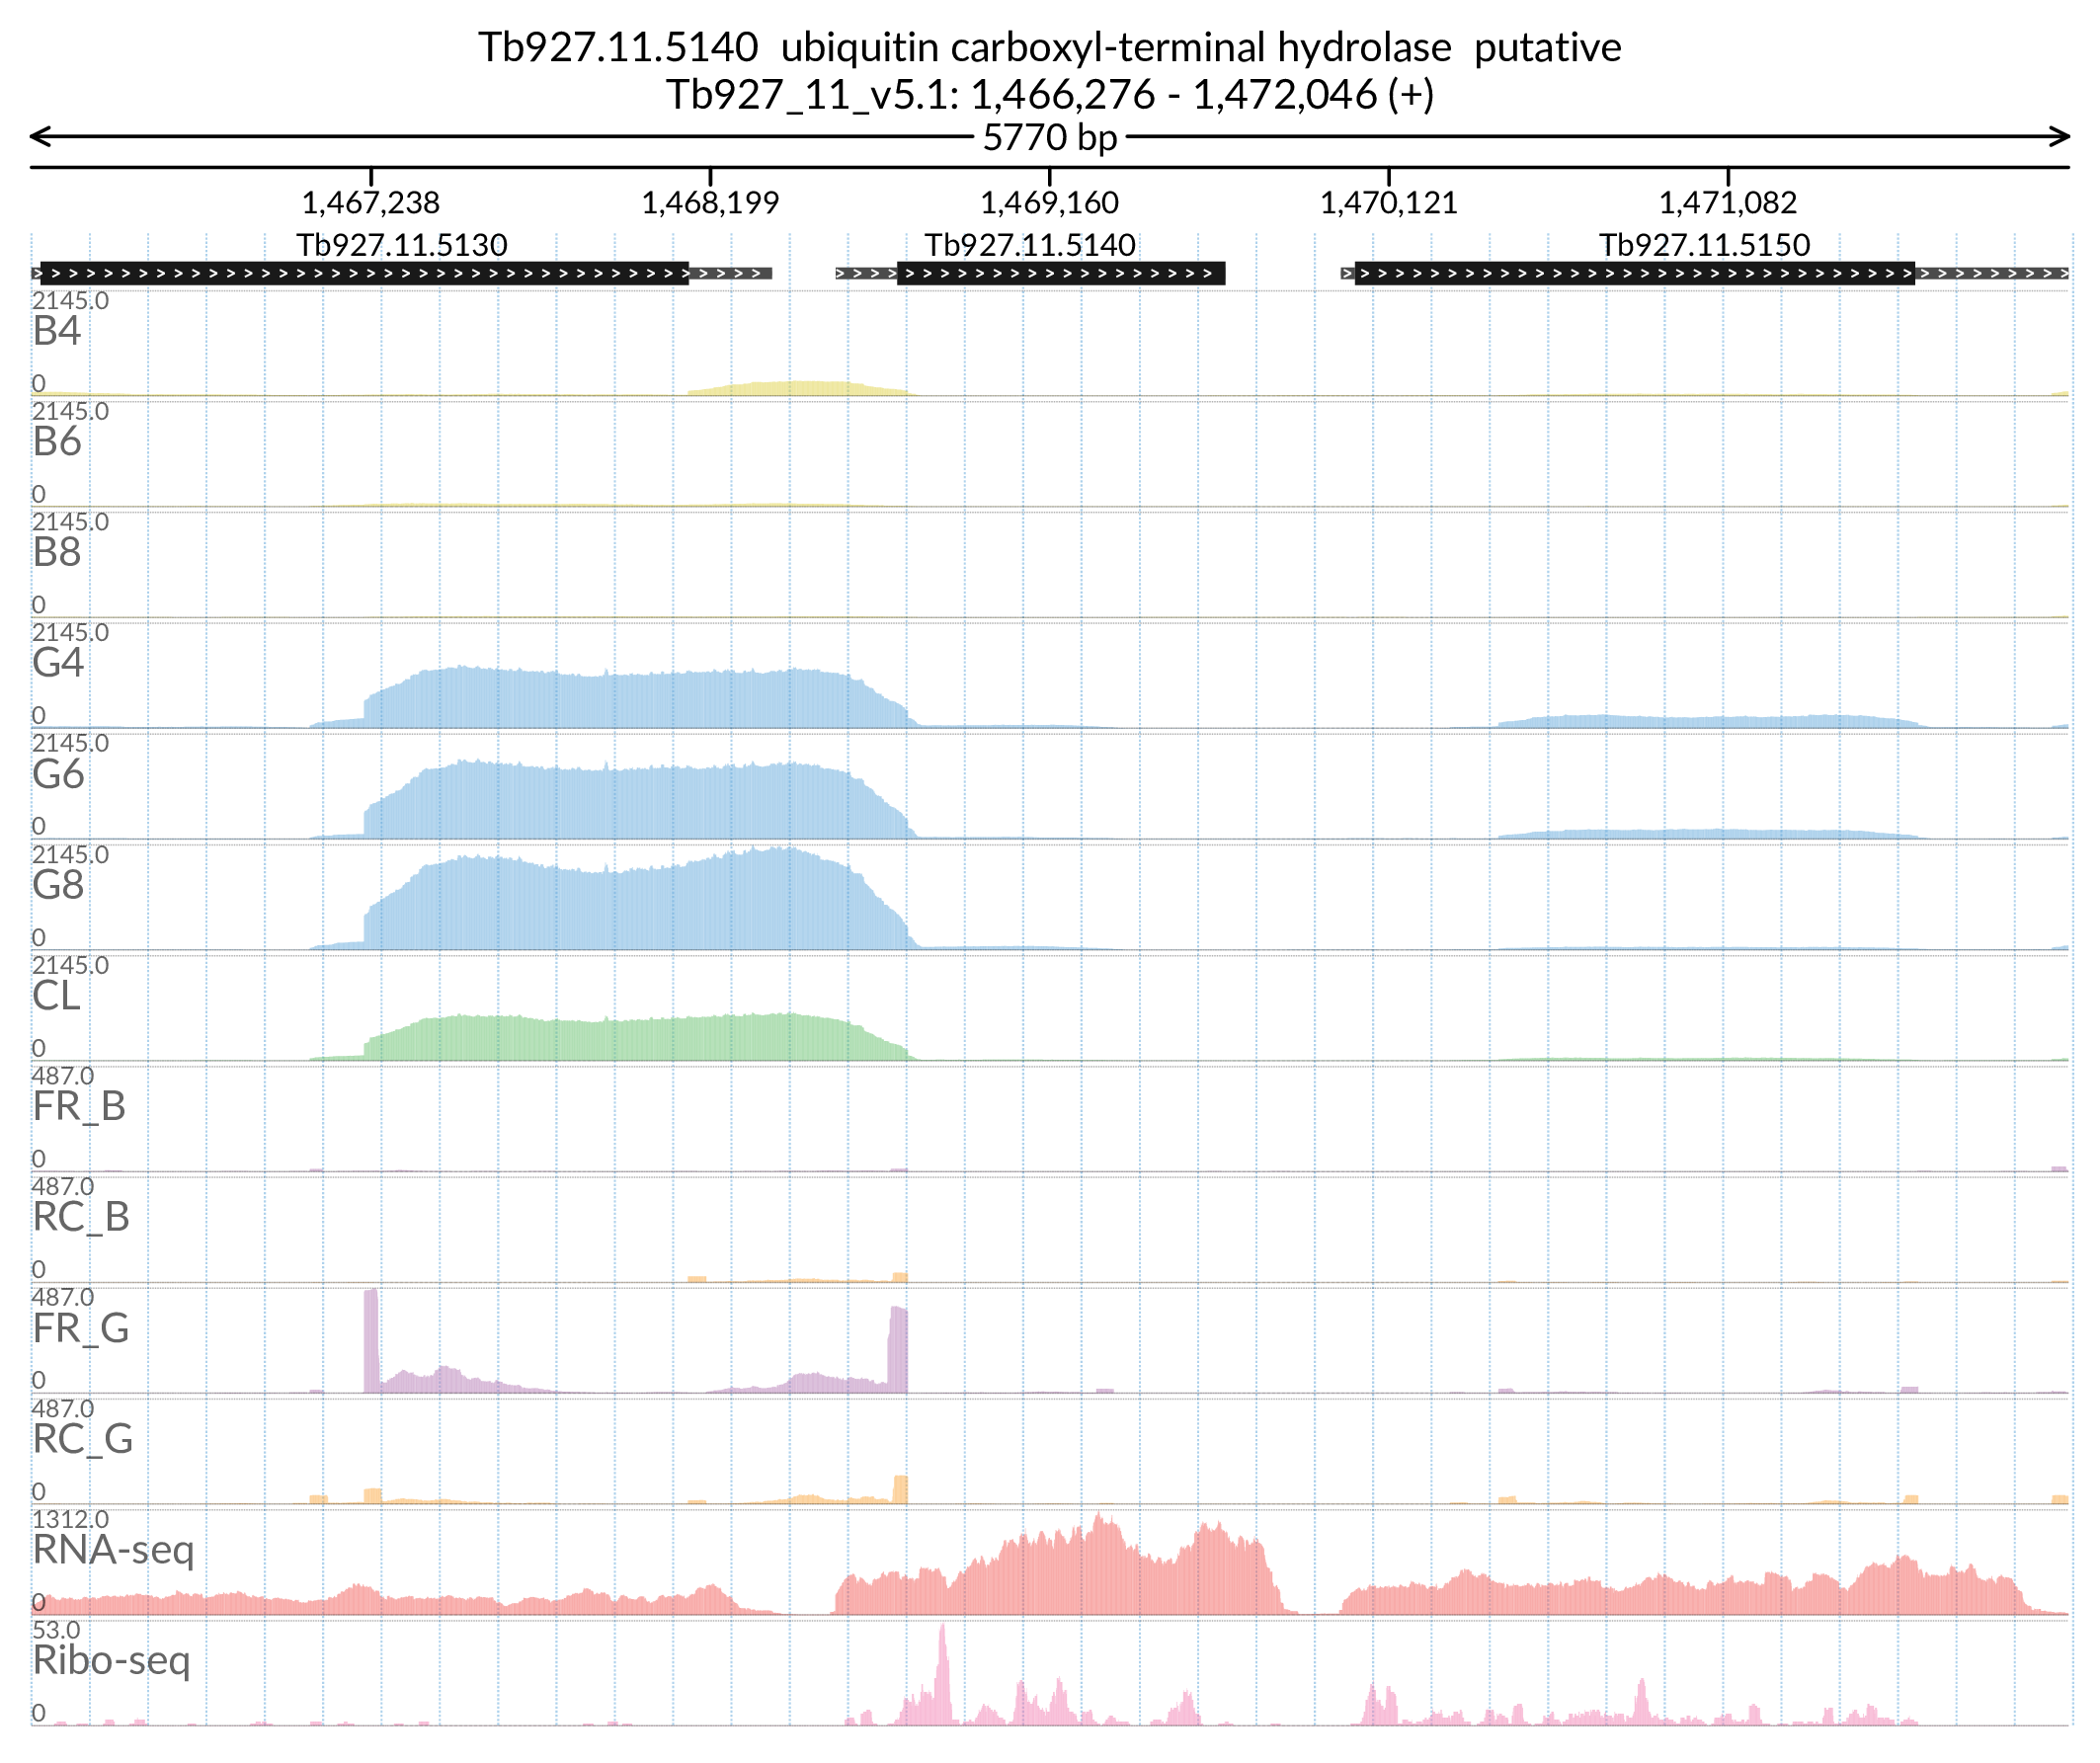 Tb927.11.5140  ubiquitin carboxyl-terminal hydrolase  putative
Tb927_11_v5.1: 1,466,276 - 1,472,046 (+)
5770 bp
1,467,238 1,468,199 1,469,160 1,470,121 1,471,082
Tb927.11.5130 Tb927.11.5140 Tb927.11.5150
2145.0
B4
0
2145.0
B6
0
2145.0
B8
0
2145.0
G4
0
2145.0
G6
0
2145.0
G8
0
2145.0
CL
0
487.0
FR_B
0
487.0
RC_B
0
487.0
FR_G
0
487.0
RC_G
0
1312.0
RNA-seq
0
53.0
Ribo-seq
0